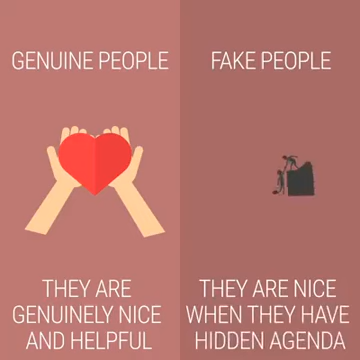 GENUINE PEOPLE
THEY ARE
GENUINELY NICE
AND HELPFUL
FAKE PEOPLE
THEY ARE NICE
WHEN THEY HAVE
HIDDEN AGENDA